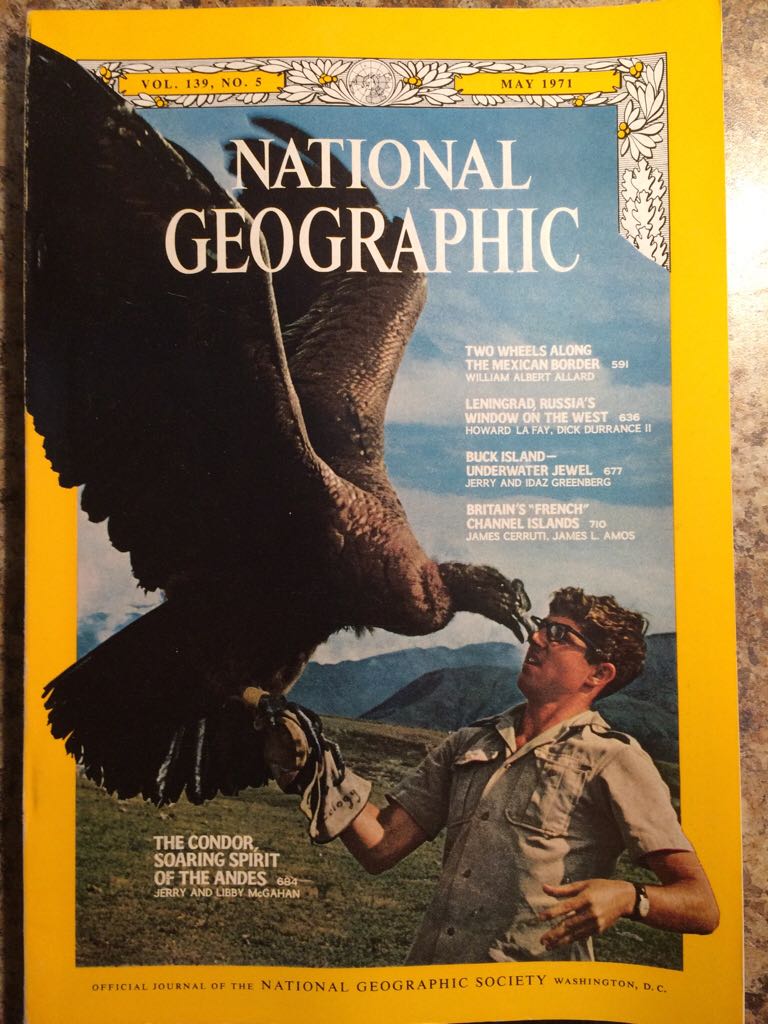 VOL. 139, NO. 5
MAY 1971
NATIONAL
GEOGRAPHIC
TWO WHEELS ALONG
THE MEXICAN BORDER 591
WILLIAM ALBERT ALLARD
LENINGRAD, RUSSIA'S
WINDOW ON THE WEST 636
HOWARD LA FAY, DICK DURRANCE II
BUCK ISLAND—
UNDERWATER JEWEL 677
JERRY AND IDAZ GREENBERG
BRITAIN'S "FRENCH"
CHANNEL ISLANDS 710
JAMES CERRUTI, JAMES L. AMOS
THE CONDOR,
SOARING SPIRIT
OF THE ANDES 684
JERRY AND LIBBY McGAHAN
OFFICIAL JOURNAL OF THE NATIONAL GEOGRAPHIC SOCIETY WASHINGTON, D.C.